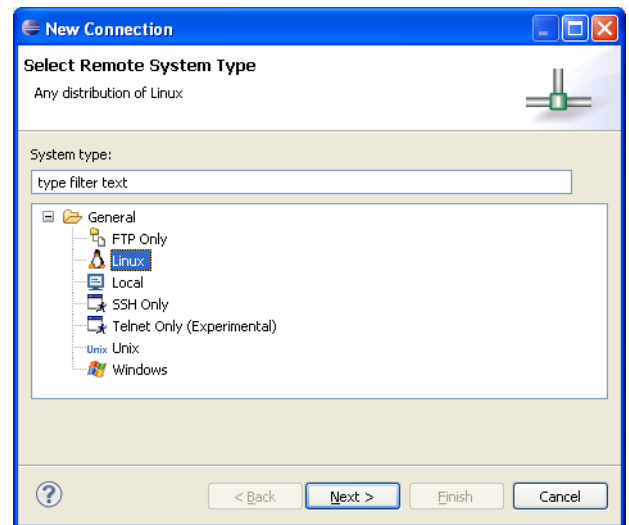 New Connection
Select Remote System Type
Any distribution of Linux
System type:
type filter text
General
FTP Only
Linux
Local
SSH Only
Telnet Only (Experimental)
Unix Unix
Windows
?
< Back Next > Finish Cancel